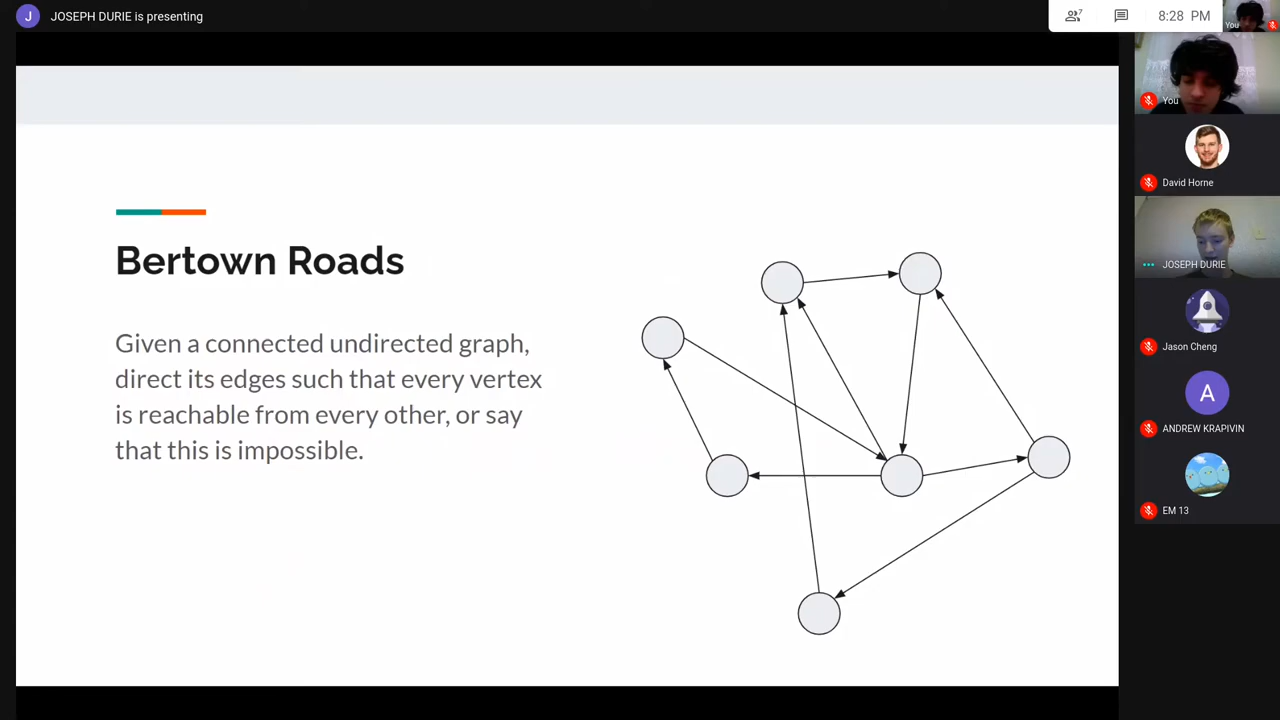 J JOSEPH DURIE is presenting
7
8:28 PM
You
You
David Horne
JOSEPH DURIE
Jason Cheng
A
ANDREW KRAPIVIN
EM 13
Bertown Roads
Given a connected undirected graph,
direct its edges such that every vertex
is reachable from every other, or say
that this is impossible.